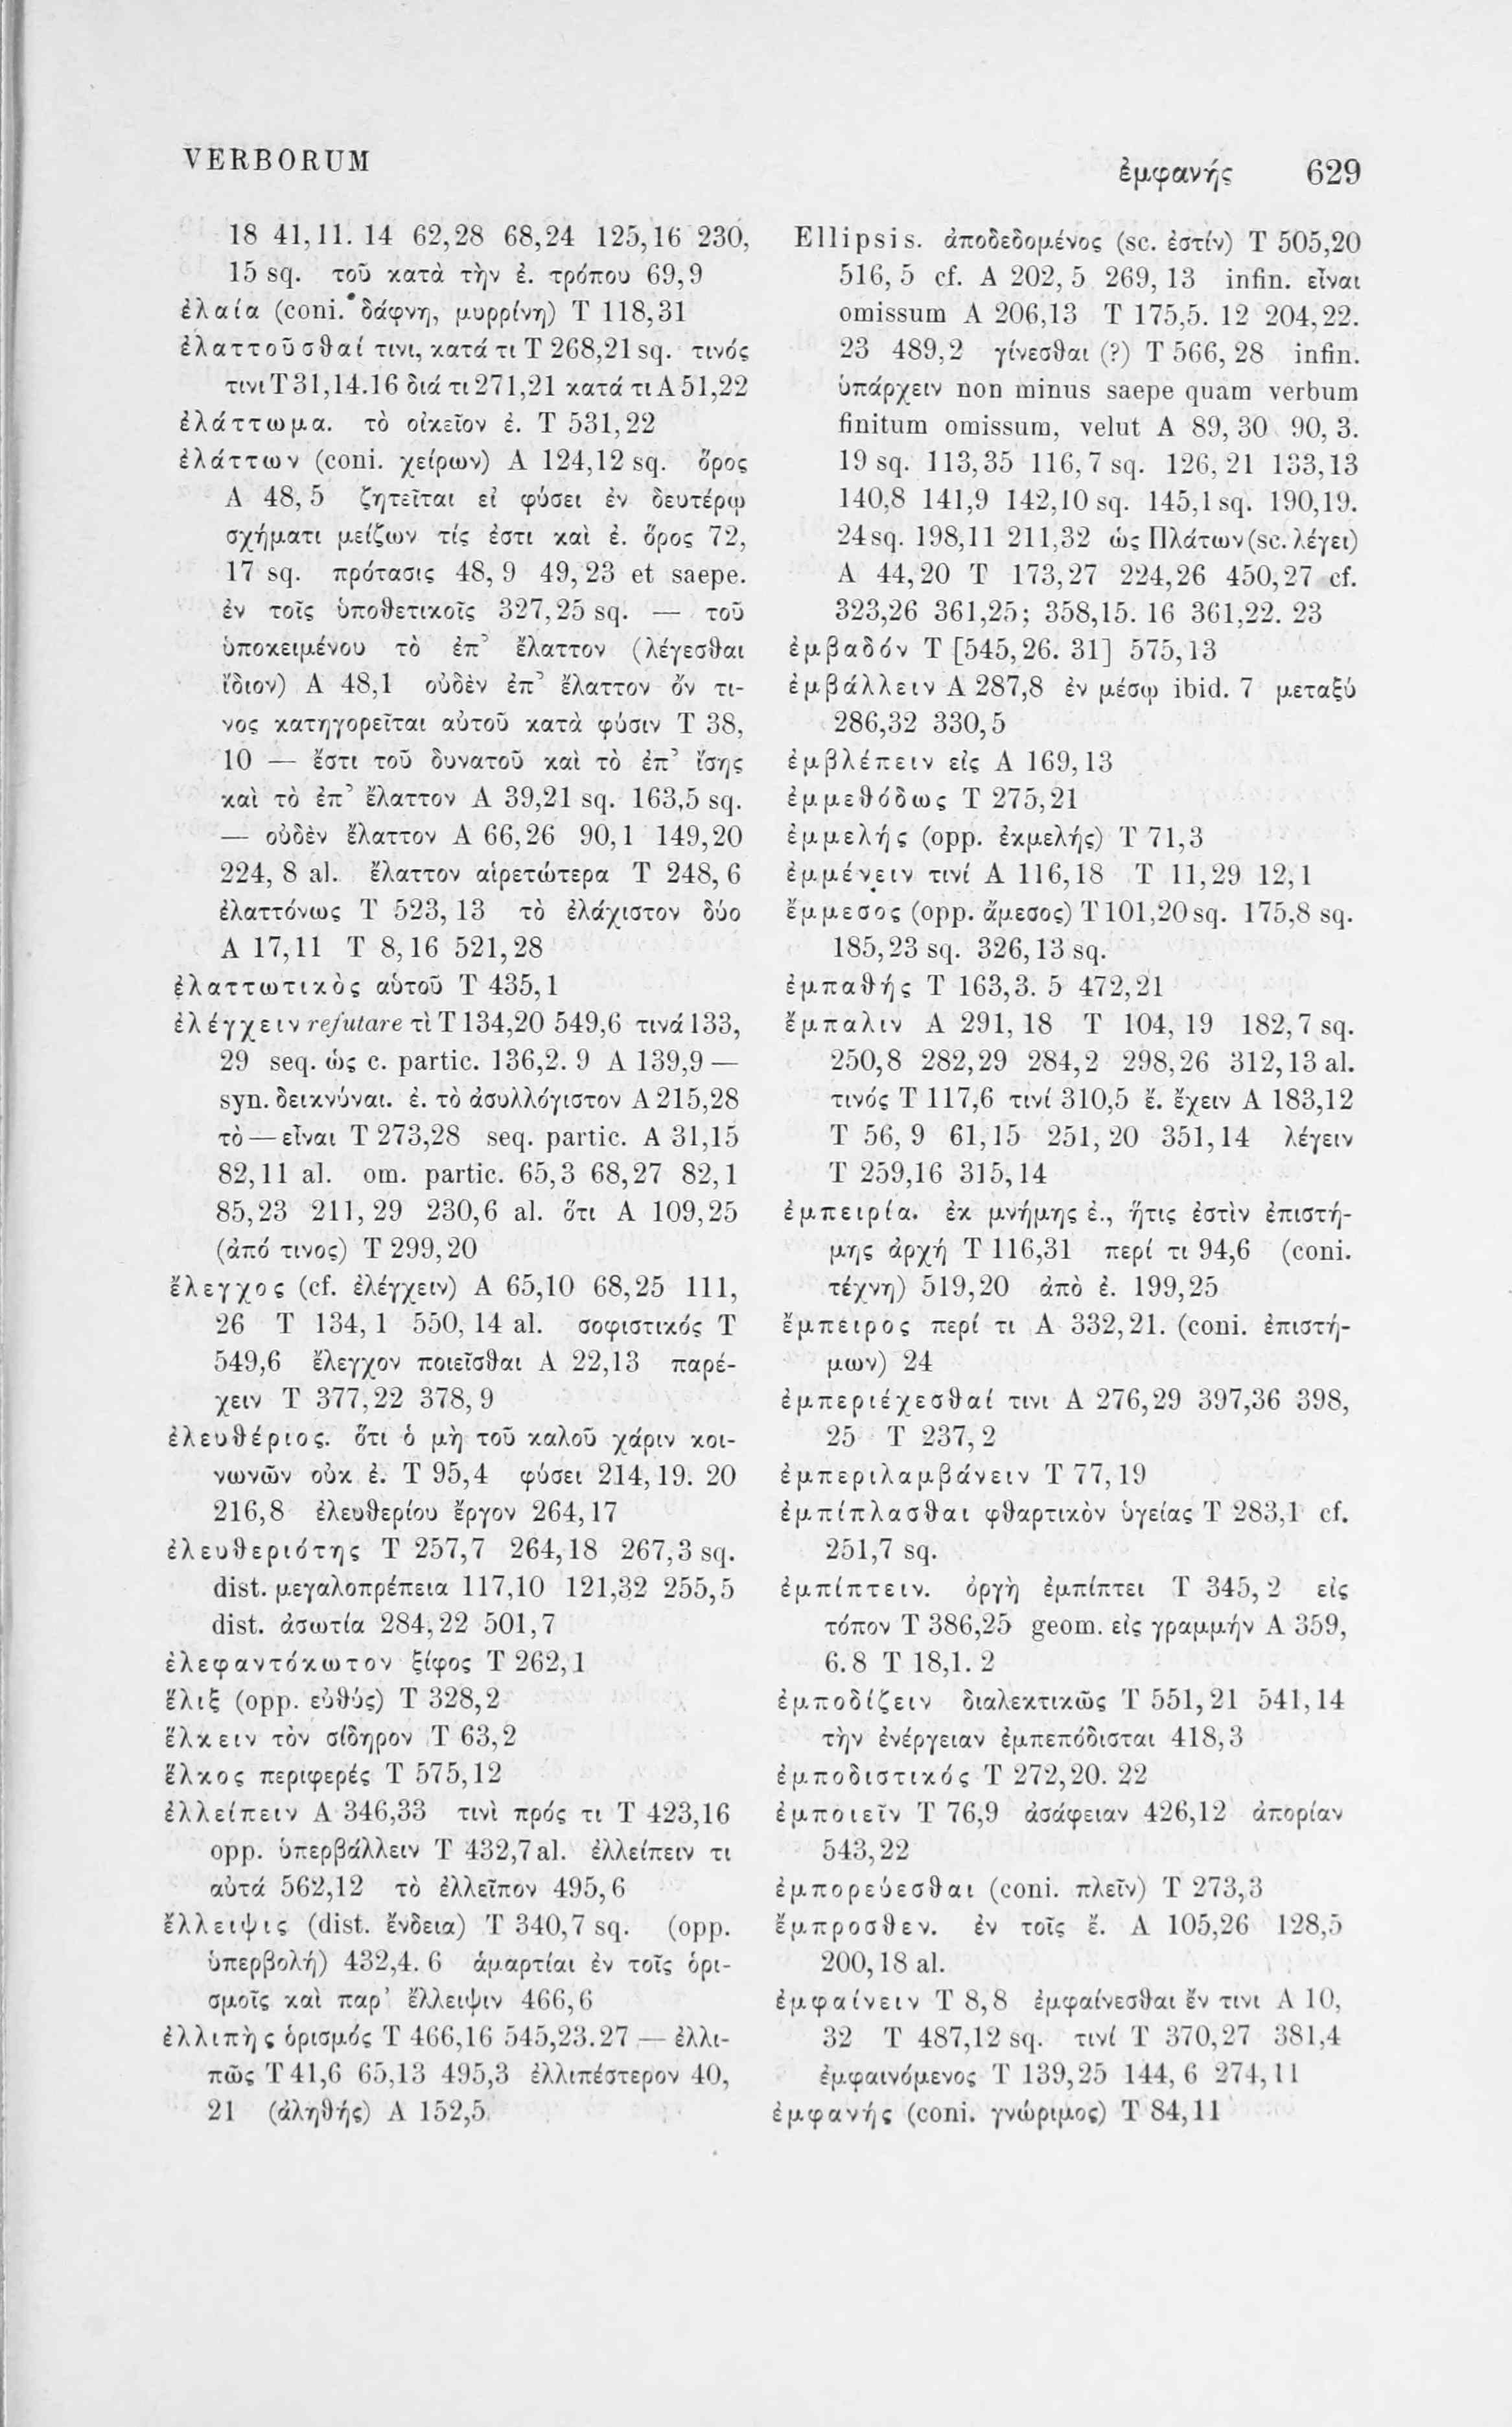 VERBORUM
ἐμφανής 629
18 41,11. 14 62,28 68,24 125,16 230,
15 sq. τοῦ κατὰ τὴν ἐ. τρόπου 69,9
ἐλαία (coni. δάφνη, μυρρίνη) T 118,31
ἐλαττοῦσθαί τινι, κατά τι T 268,21 sq. τινός
τινι T 31,14.16 διά τι 271,21 κατά τι A 51,22
ἐλάττωμα. τὸ οἰκεῖον ἐ. T 531,22
ἐλάττων (coni. χείρων) A 124,12 sq. ὅρος
A 48,5 ζητεῖται εἰ φύσει ἐν δευτέρῳ
σχήματι μείζων τίς ἐστι καὶ ἐ. ὅρος 72,
17 sq. πρότασις 48,9 49,23 et saepe.
ἐν τοῖς ὑποθετικοῖς 327,25 sq. — τοῦ
ὑποκειμένου τὸ ἐπ’ ἔλαττον (λέγεσθαι
ἴδιον) A 48,1 οὐδὲν ἐπ’ ἔλαττον ὄν τι-
νος κατηγορεῖται αὐτοῦ κατὰ φύσιν T 38,
10 — ἔστι τοῦ δυνατοῦ καὶ τὸ ἐπ’ ἴσης
καὶ τὸ ἐπ’ ἔλαττον A 39,21 sq. 163,5 sq.
— οὐδὲν ἔλαττον A 66,26 90,1 149,20
224,8 al. ἔλαττον αἱρετώτερα T 248,6
ἐλαττόνως T 523,13 τὸ ἐλάχιστον δύο
A 17,11 T 8,16 521,28
ἐλαττωτικὸς αὑτοῦ T 435,1
ἐλέγχειν refutare τὶ T 134,20 549,6 τινά 133,
29 seq. ὡς c. partic. 136,2. 9 A 139,9 —
syn. δεικνύναι. ἐ. τὸ ἀσυλλόγιστον A 215,28
τὸ — εἶναι T 273,28 seq. partic. A 31,15
82,11 al. om. partic. 65,3 68,27 82,1
85,23 211,29 230,6 al. ὅτι A 109,25
(ἀπό τινος) T 299,20
ἔλεγχος (cf. ἐλέγχειν) A 65,10 68,25 111,
26 T 134,1 550,14 al. σοφιστικός T
549,6 ἔλεγχον ποιεῖσθαι A 22,13 παρέ-
χειν T 377,22 378,9
ἐλευθέριος. ὅτι ὁ μὴ τοῦ καλοῦ χάριν κοι-
νωνῶν οὐκ ἐ. T 95,4 φύσει 214,19. 20
216,8 ἐλευθερίου ἔργον 264,17
ἐλευθεριότης T 257,7 264,18 267,3 sq.
dist. μεγαλοπρέπεια 117,10 121,32 255,5
dist. ἀσωτία 284,22 501,7
ἐλεφαντόκωτον ξίφος T 262,1
ἕλιξ (opp. εὐθύς) T 328,2
ἕλκειν τὸν σίδηρον T 63,2
ἕλκος περιφερές T 575,12
ἐλλείπειν A 346,33 τινὶ πρός τι T 423,16
opp. ὑπερβάλλειν T 432,7 al. ἐλλείπειν τι
αὐτά 562,12 τὸ ἐλλεῖπον 495,6
ἔλλειψις (dist. ἔνδεια) T 340,7 sq. (opp.
ὑπερβολή) 432,4. 6 ἁμαρτίαι ἐν τοῖς ὁρι-
σμοῖς καὶ παρ’ ἔλλειψιν 466,6
ἐλλιπὴς ὁρισμός T 466,16 545,23.27 — ἐλλι-
πῶς T 41,6 65,13 495,3 ἐλλιπέστερον 40,
21 (ἀληθής) A 152,5
Ellipsis. ἀποδεδομένος (sc. ἐστίν) T 505,20
516,5 cf. A 202,5 269,13 infin. εἶναι
omissum A 206,13 T 175,5. 12 204,22.
23 489,2 γίνεσθαι (?) T 566,28 infin.
ὑπάρχειν non minus saepe quam verbum
finitum omissum, velut A 89,30 90,3.
19 sq. 113,35 116,7 sq. 126,21 133,13
140,8 141,9 142,10 sq. 145,1 sq. 190,19.
24 sq. 198,11 211,32 ὡς Πλάτων (sc. λέγει)
A 44,20 T 173,27 224,26 450,27 cf.
323,26 361,25; 358,15. 16 361,22. 23
ἐμβαδόν T [545,26. 31] 575,13
ἐμβάλλειν A 287,8 ἐν μέσῳ ibid. 7 μεταξύ
286,32 330,5
ἐμβλέπειν εἰς A 169,13
ἐμμεθόδως T 275,21
ἐμμελής (opp. ἐκμελής) T 71,3
ἐμμένειν τινί A 116,18 T 11,29 12,1
ἔμμεσος (opp. ἄμεσος) T 101,20 sq. 175,8 sq.
185,23 sq. 326,13 sq.
ἐμπαθής T 163,3. 5 472,21
ἔμπαλιν A 291,18 T 104,19 182,7 sq.
250,8 282,29 284,2 298,26 312,13 al.
τινός T 117,6 τινί 310,5 ἔ. ἔχειν A 183,12
T 56,9 61,15 251,20 351,14 λέγειν
T 259,16 315,14
ἐμπειρία. ἐκ μνήμης ἐ., ἥτις ἐστὶν ἐπιστή-
μης ἀρχή T 116,31 περί τι 94,6 (coni.
τέχνη) 519,20 ἀπὸ ἐ. 199,25
ἔμπειρος περί τι A 332,21. (coni. ἐπιστή-
μων) 24
ἐμπεριέχεσθαί τινι A 276,29 397,36 398,
25 T 237,2
ἐμπεριλαμβάνειν T 77,19
ἐμπίπλασθαι φθαρτικὸν ὑγείας T 283,1 cf.
251,7 sq.
ἐμπίπτειν. ὀργὴ ἐμπίπτει T 345,2 εἰς
τόπον T 386,25 geom. εἰς γραμμήν A 359,
6. 8 T 18,1. 2
ἐμποδίζειν διαλεκτικῶς T 551,21 541,14
τὴν ἐνέργειαν ἐμπεπόδισται 418,3
ἐμποδιστικός T 272,20. 22
ἐμποιεῖν T 76,9 ἀσάφειαν 426,12 ἀπορίαν
543,22
ἐμπορεύεσθαι (coni. πλεῖν) T 273,3
ἔμπροσθεν. ἐν τοῖς ἔ. A 105,26 128,5
200,18 al.
ἐμφαίνειν T 8,8 ἐμφαίνεσθαι ἔν τινι A 10,
32 T 487,12 sq. τινί T 370,27 381,4
ἐμφαινόμενος T 139,25 144,6 274,11
ἐμφανής (coni. γνώριμος) T 84,11